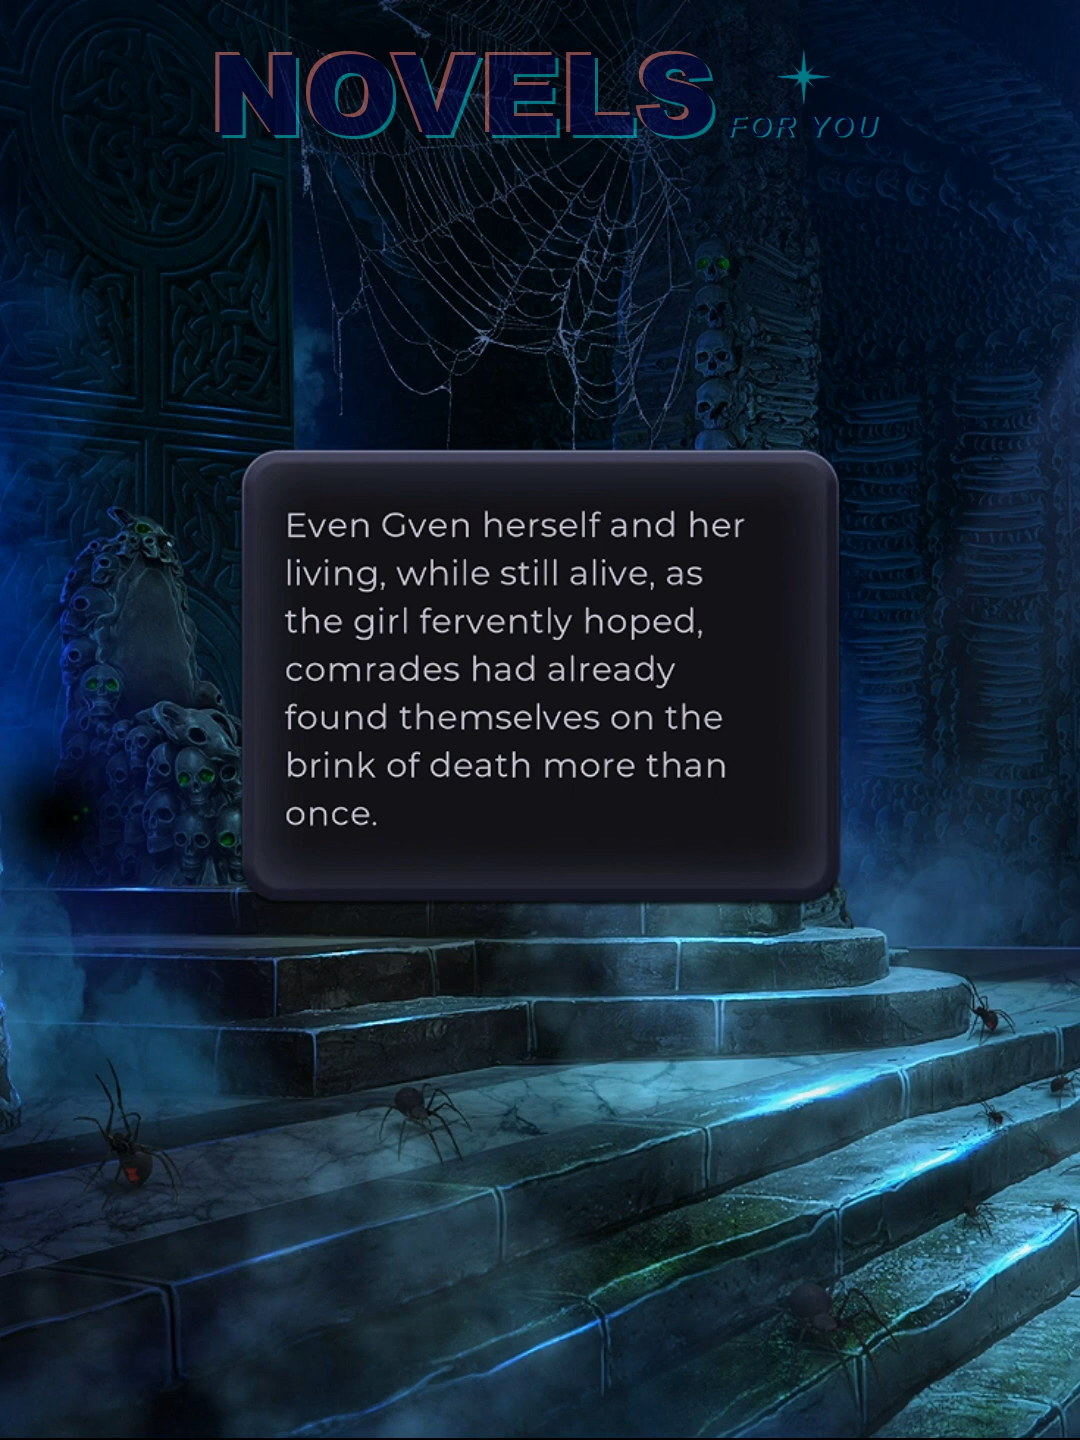 NOVELS FOR YOU
Even Gven herself and her
living, while still alive, as
the girl fervently hoped,
comrades had already
found themselves on the
brink of death more than
once.